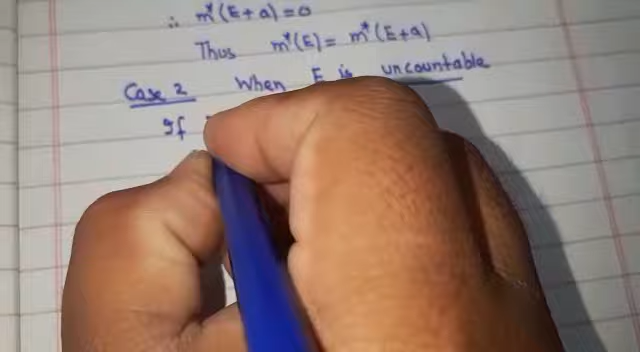 ∴ m*(E+a)=0
Thus m*(E) = m*(E+a)
Case 2 When E is uncountable
If